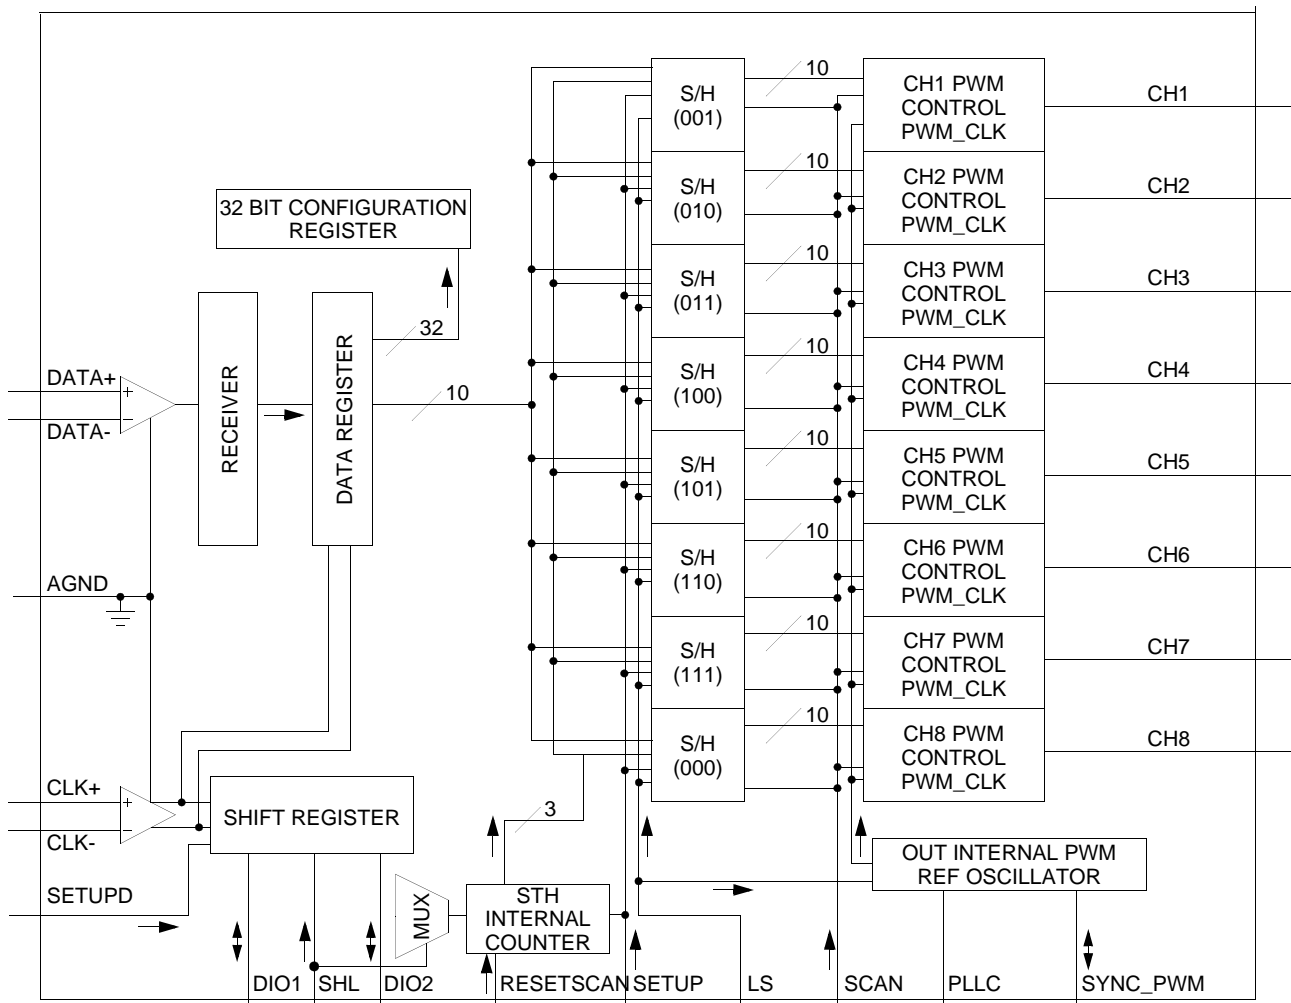 10
S/H
(001)
CH1 PWM
CONTROL
PWM_CLK
CH1
10
S/H
(010)
CH2 PWM
CONTROL
PWM_CLK
CH2
32 BIT CONFIGURATION
REGISTER
10
S/H
(011)
CH3 PWM
CONTROL
PWM_CLK
CH3
32
10
S/H
(100)
CH4 PWM
CONTROL
PWM_CLK
CH4
DATA+
+
−
DATA-
RECEIVER
DATA REGISTER
10
10
S/H
(101)
CH5 PWM
CONTROL
PWM_CLK
CH5
10
S/H
(110)
CH6 PWM
CONTROL
PWM_CLK
CH6
AGND
10
S/H
(111)
CH7 PWM
CONTROL
PWM_CLK
CH7
10
S/H
(000)
CH8 PWM
CONTROL
PWM_CLK
CH8
CLK+
+
−
CLK-
SHIFT REGISTER
3
SETUPD
MUX
STH
INTERNAL
COUNTER
OUT INTERNAL PWM
REF OSCILLATOR
DIO1
SHL
DIO2
RESETSCAN
SETUP
LS
SCAN
PLLC
SYNC_PWM